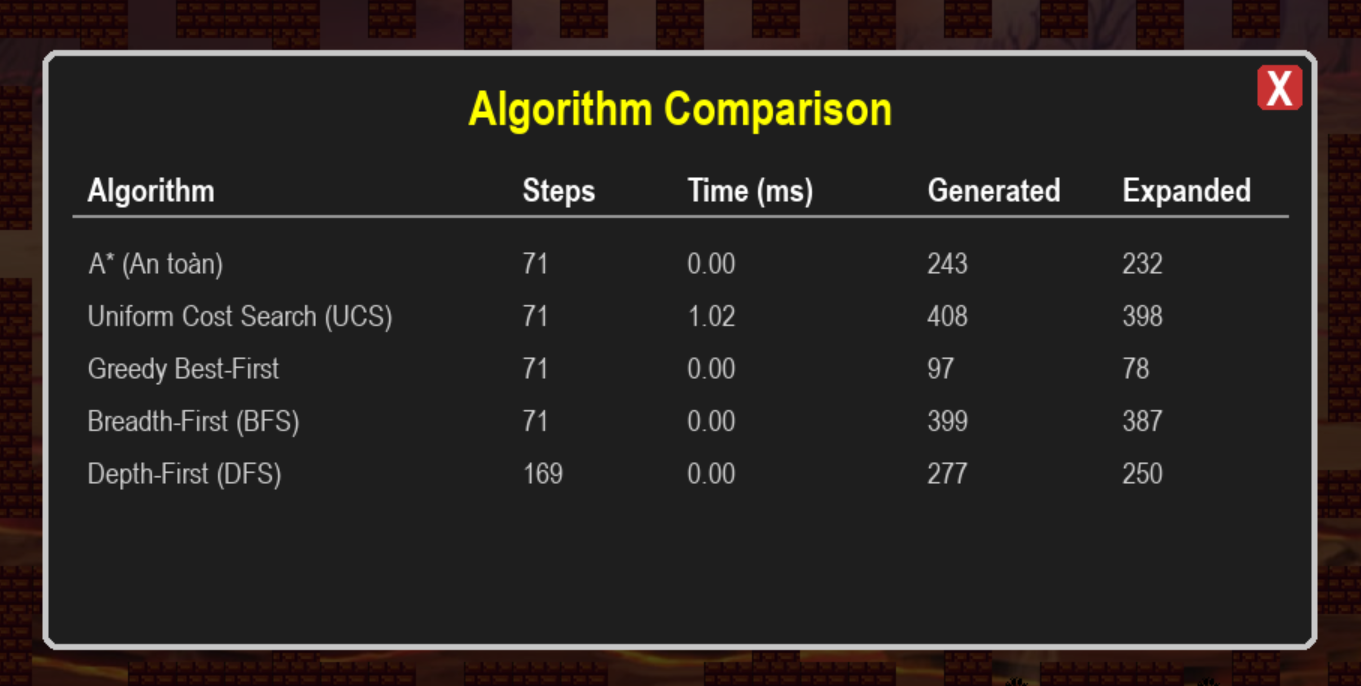 X
Algorithm Comparison
Algorithm Steps Time (ms) Generated Expanded
A* (An toàn) 71 0.00 243 232
Uniform Cost Search (UCS) 71 1.02 408 398
Greedy Best-First 71 0.00 97 78
Breadth-First (BFS) 71 0.00 399 387
Depth-First (DFS) 169 0.00 277 250